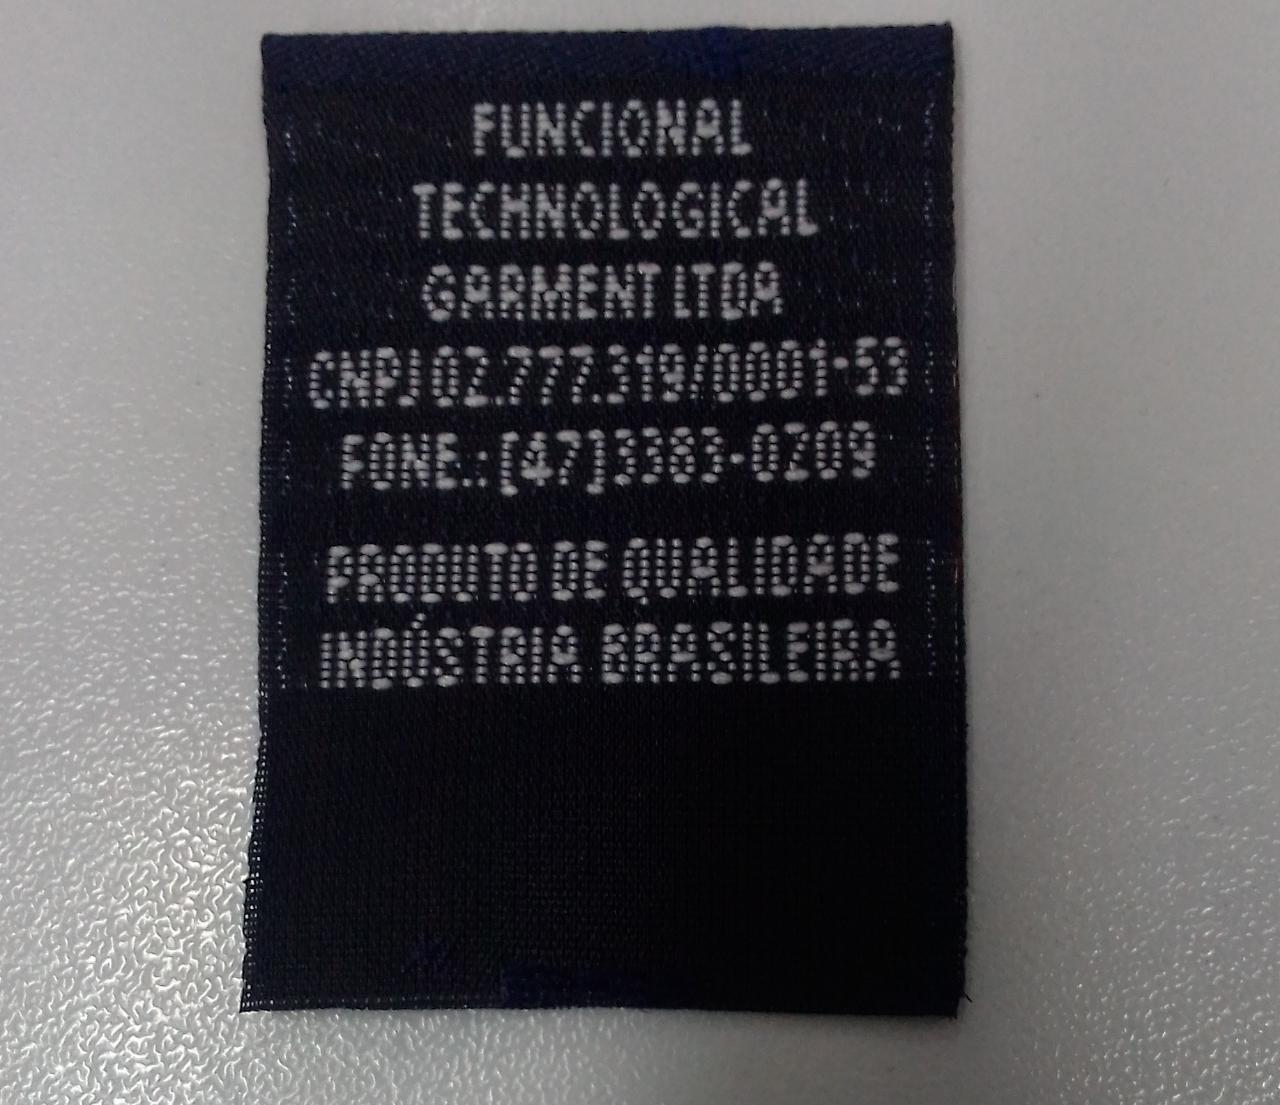 FUNCIONAL
TECHNOLOGICAL
GARMENT LTDA
CNPJ 02.777.319/0001-53
FONE.:[47]3383-0209
PRODUTO DE QUALIDADE
INDÚSTRIA BRASILEIRA